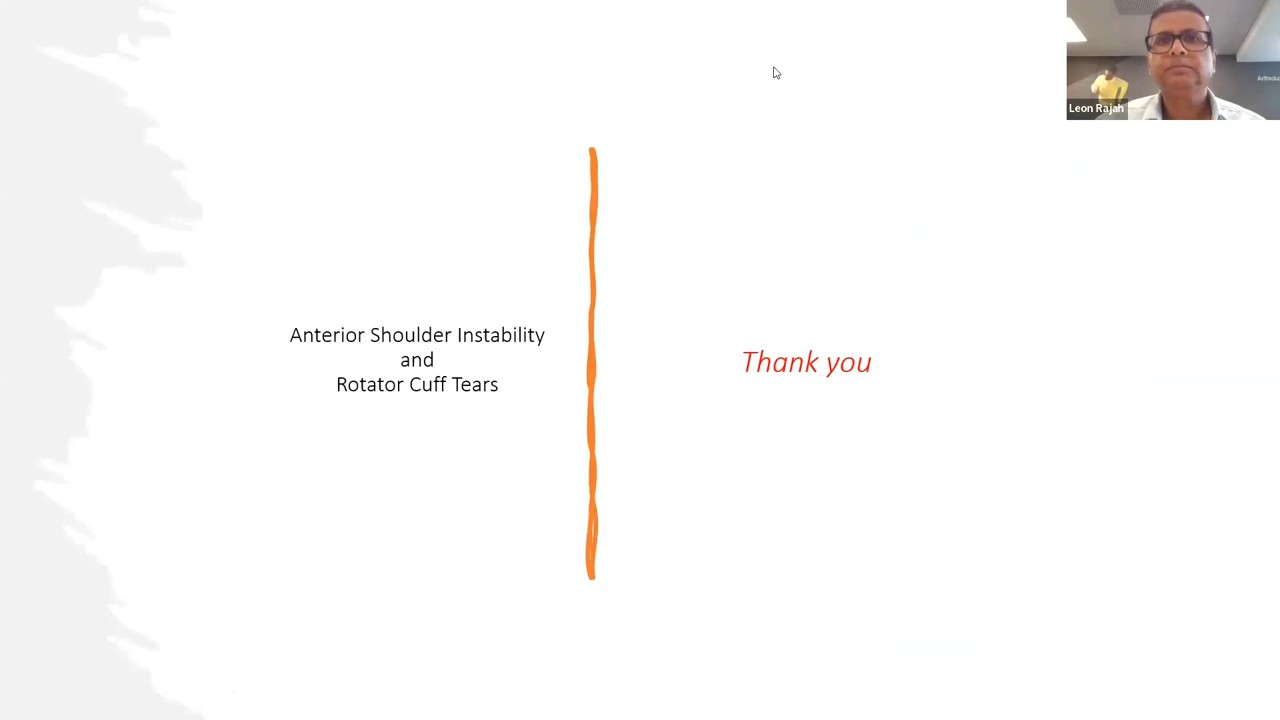 Leon Rajah
Anterior Shoulder Instability
and
Rotator Cuff Tears
Thank you